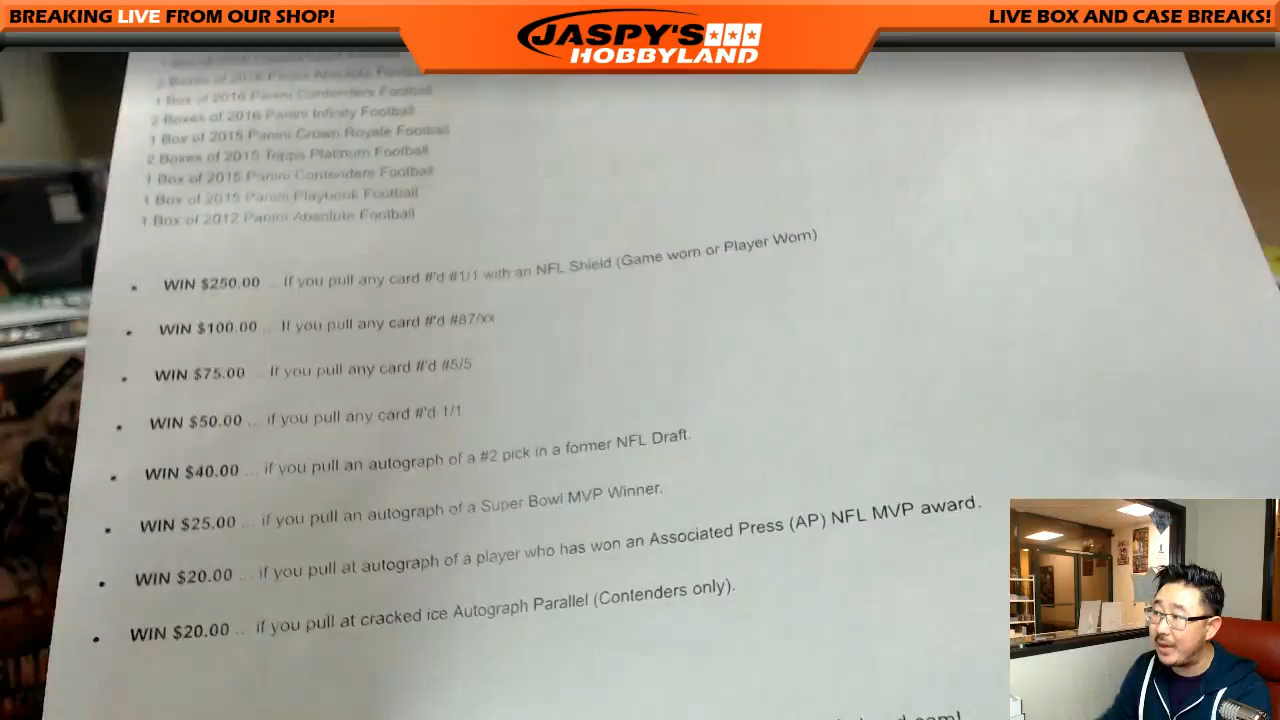 BREAKING LIVE FROM OUR SHOP!
JASPY'S
HOBBYLAND
LIVE BOX AND CASE BREAKS!
2 Boxes of 2016 Panini Absolute Football
1 Box of 2016 Panini Contenders Football
2 Boxes of 2016 Panini Infinity Football
1 Box of 2015 Panini Crown Royale Football
2 Boxes of 2015 Topps Platinum Football
1 Box of 2015 Panini Contenders Football
1 Box of 2015 Panini Playbook Football
1 Box of 2012 Panini Absolute Football
• WIN $250.00 ... If you pull any card #'d #1/1 with an NFL Shield (Game worn or Player Worn)
• WIN $100.00 ... If you pull any card #'d #87/xx
• WIN $75.00 ... If you pull any card #'d #5/5
• WIN $50.00 ... if you pull any card #'d 1/1
• WIN $40.00 ... if you pull an autograph of a #2 pick in a former NFL Draft.
• WIN $25.00 ... if you pull an autograph of a Super Bowl MVP Winner.
• WIN $20.00 ... if you pull at autograph of a player who has won an Associated Press (AP) NFL MVP award.
• WIN $20.00 ... if you pull at cracked ice Autograph Parallel (Contenders only).